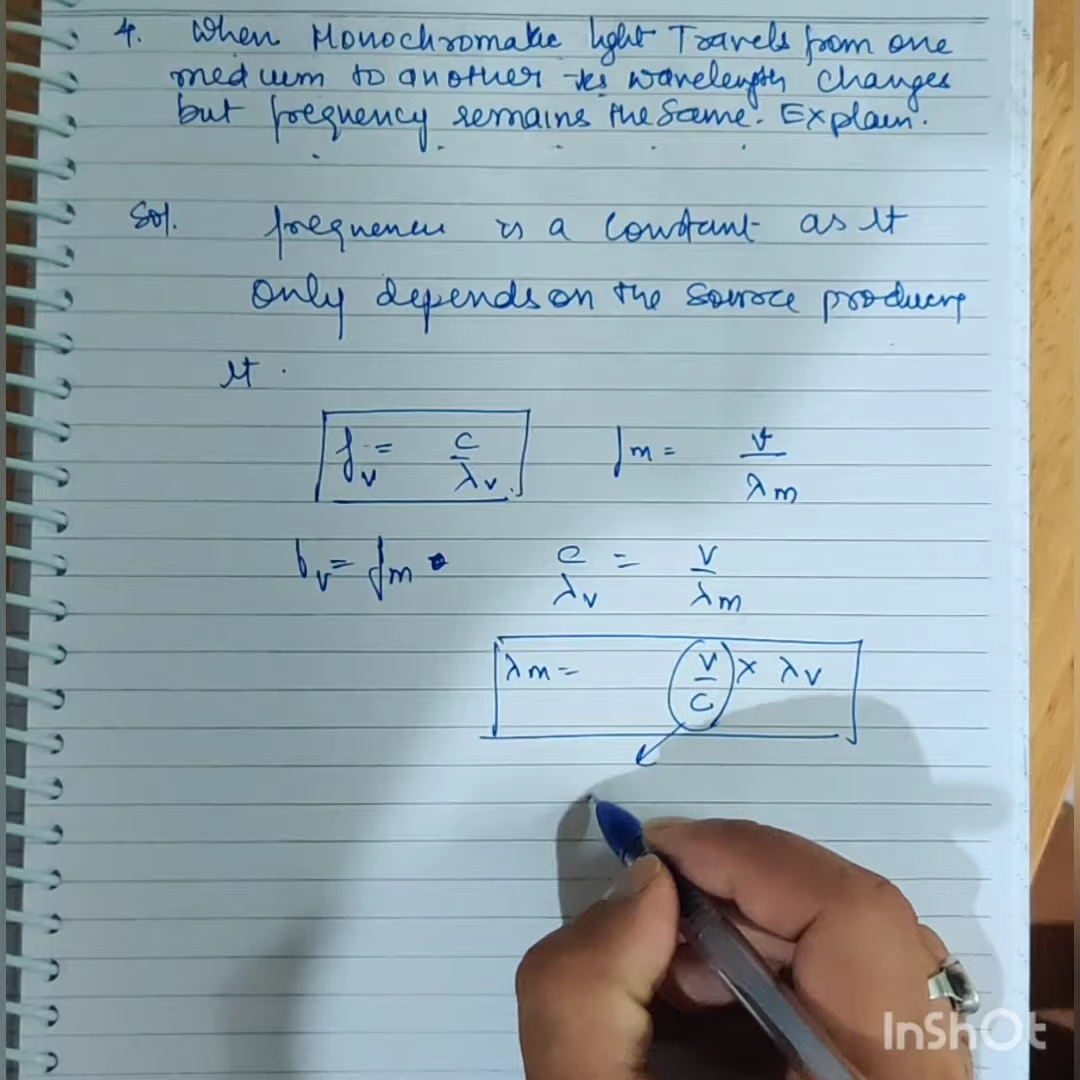 4. When Monochromatic light Travels from one
medium to another its wavelength changes
but frequency remains the same. Explain.
Sol. frequency is a constant as it
only depends on the source producing
it.
fv = c/λv fm = v/λm
fv = fm c/λv = v/λm
λm = (v/c) × λv
InShOt